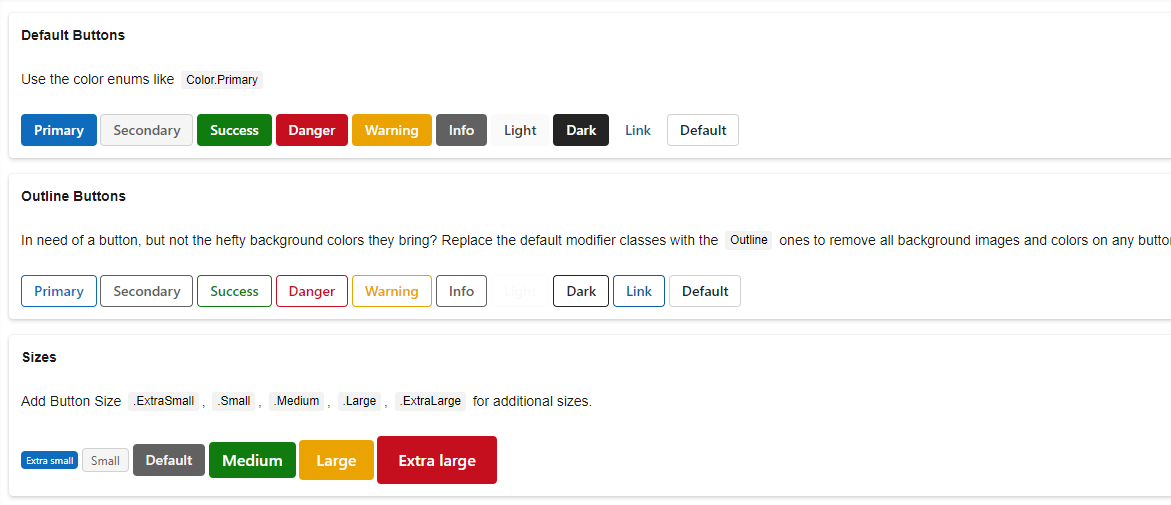 Default Buttons
Use the color enums like Color.Primary
Primary Secondary Success Danger Warning Info Light Dark Link Default
Outline Buttons
In need of a button, but not the hefty background colors they bring? Replace the default modifier classes with the Outline ones to remove all background images and colors on any
Primary Secondary Success Danger Warning Info Light Dark Link Default
Sizes
Add Button Size .ExtraSmall , .Small , .Medium , .Large , .ExtraLarge for additional sizes.
Extra small Small Default Medium Large Extra large